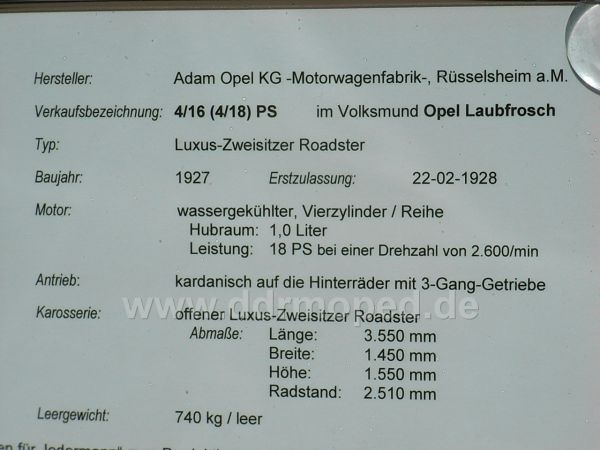 Hersteller: Adam Opel KG -Motorwagenfabrik-, Rüsselsheim a.M.
Verkaufsbezeichnung: 4/16 (4/18) PS im Volksmund Opel Laubfrosch
Typ: Luxus-Zweisitzer Roadster
Baujahr: 1927 Erstzulassung: 22-02-1928
Motor: wassergekühlter, Vierzylinder / Reihe
Hubraum: 1,0 Liter
Leistung: 18 PS bei einer Drehzahl von 2.600/min
Antrieb: kardanisch auf die Hinterräder mit 3-Gang-Getriebe
www.ddrmoped.de
Karosserie: offener Luxus-Zweisitzer Roadster
Abmaße: Länge: 3.550 mm
Breite: 1.450 mm
Höhe: 1.550 mm
Radstand: 2.510 mm
Leergewicht: 740 kg / leer